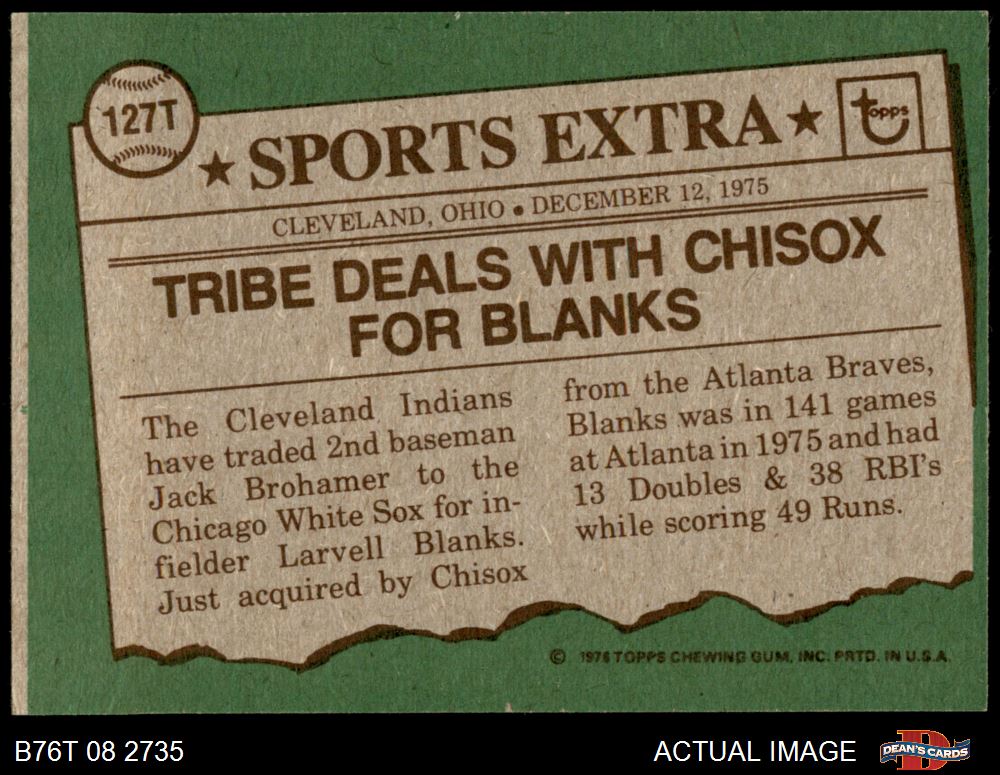 127T
★ SPORTS EXTRA ★
topps
CLEVELAND, OHIO • DECEMBER 12, 1975
TRIBE DEALS WITH CHISOX
FOR BLANKS
The Cleveland Indians
have traded 2nd baseman
Jack Brohamer to the
Chicago White Sox for in-
fielder Larvell Blanks.
Just acquired by Chisox
from the Atlanta Braves,
Blanks was in 141 games
at Atlanta in 1975 and had
13 Doubles & 38 RBI's
while scoring 49 Runs.
© 1976 TOPPS CHEWING GUM, INC. PRTD. IN U.S.A.
B76T 08 2735
ACTUAL IMAGE
DEAN'S CARDS